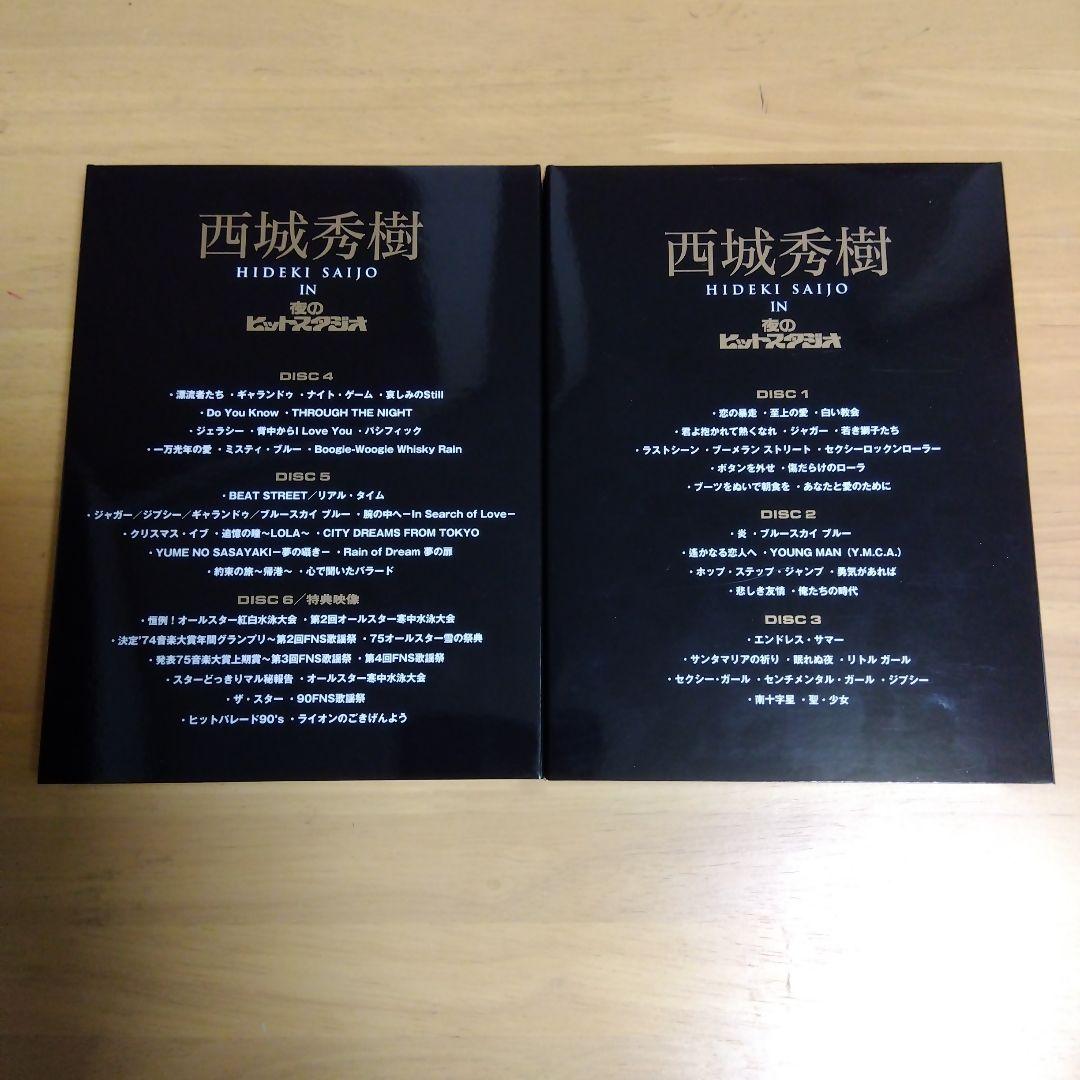 西城秀樹
HIDEKI SAIJO
IN
夜の
ヒットスタジオ
DISC 4
・漂流者たち ・ギャランドゥ ・ナイト・ゲーム ・哀しみのStill
・Do You Know ・THROUGH THE NIGHT
・ジェラシー ・背中からI Love You ・パシフィック
・一万光年の愛 ・ミスティ・ブルー ・Boogie-Woogie Whisky Rain
DISC 5
・BEAT STREET／リアル・タイム
・ジャガー／ジプシー／ギャランドゥ／ブルースカイ ブルー ・腕の中へ－In Search of Love－
・クリスマス・イブ ・追憶の瞳～LOLA～ ・CITY DREAMS FROM TOKYO
・YUME NO SASAYAKI－夢の囁き－ ・Rain of Dream 夢の罪
・約束の旅～帰港～ ・心で聞いたバラード
DISC 6／特典映像
・恒例！オールスター紅白水泳大会 ・第2回オールスター寒中水泳大会
・決定'74音楽大賞年間グランプリ～第2回FNS歌謡祭 ・75オールスター雪の祭典
・発表75音楽大賞上期賞～第3回FNS歌謡祭 ・第4回FNS歌謡祭
・スターどっきりマル秘報告 ・オールスター寒中水泳大会
・ザ・スター ・90FNS歌謡祭
・ヒットパレード90's ・ライオンのごきげんよう
西城秀樹
HIDEKI SAIJO
IN
夜の
ヒットスタジオ
DISC 1
・恋の暴走 ・至上の愛 ・白い教会
・君よ抱かれて熱くなれ ・ジャガー ・若き獅子たち
・ラストシーン ・ブーメラン ストリート ・セクシーロックンローラー
・ボタンを外せ ・傷だらけのローラ
・ブーツをぬいで朝食を ・あなたと愛のために
DISC 2
・炎 ・ブルースカイ ブルー
・遙かなる恋人へ ・YOUNG MAN（Y.M.C.A.）
・ホップ・ステップ・ジャンプ ・勇気があれば
・悲しき友情 ・俺たちの時代
DISC 3
・エンドレス・サマー
・サンタマリアの祈り ・眠れぬ夜 ・リトル ガール
・セクシー・ガール ・センチメンタル・ガール ・ジプシー
・南十字星 ・聖・少女